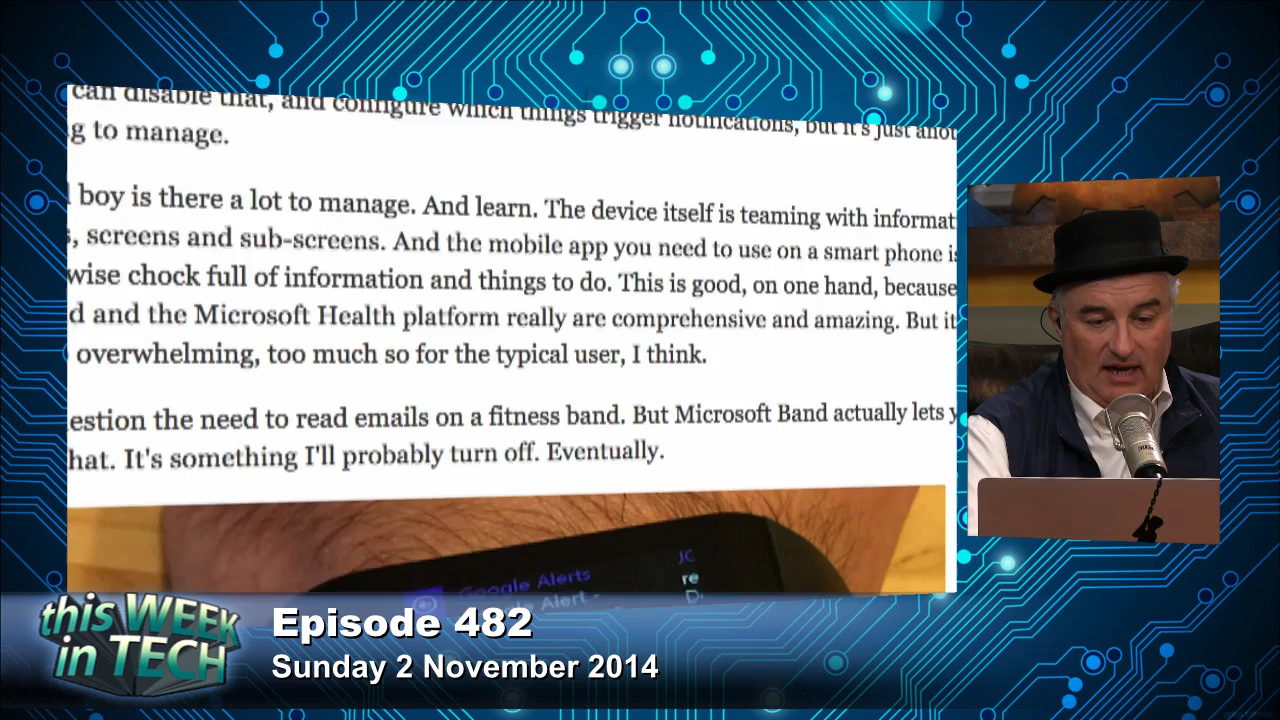 can disable that, and configure which things trigger notifications, but it's just anot
g to manage.
boy is there a lot to manage. And learn. The device itself is teaming with informat
, screens and sub-screens. And the mobile app you need to use on a smart phone is
wise chock full of information and things to do. This is good, on one hand, because
d and the Microsoft Health platform really are comprehensive and amazing. But it
overwhelming, too much so for the typical user, I think.
estion the need to read emails on a fitness band. But Microsoft Band actually lets y
hat. It's something I'll probably turn off. Eventually.
Google Alerts
JC
Alert -
re
D.
this WEEK
in TECH
Episode 482
Sunday 2 November 2014